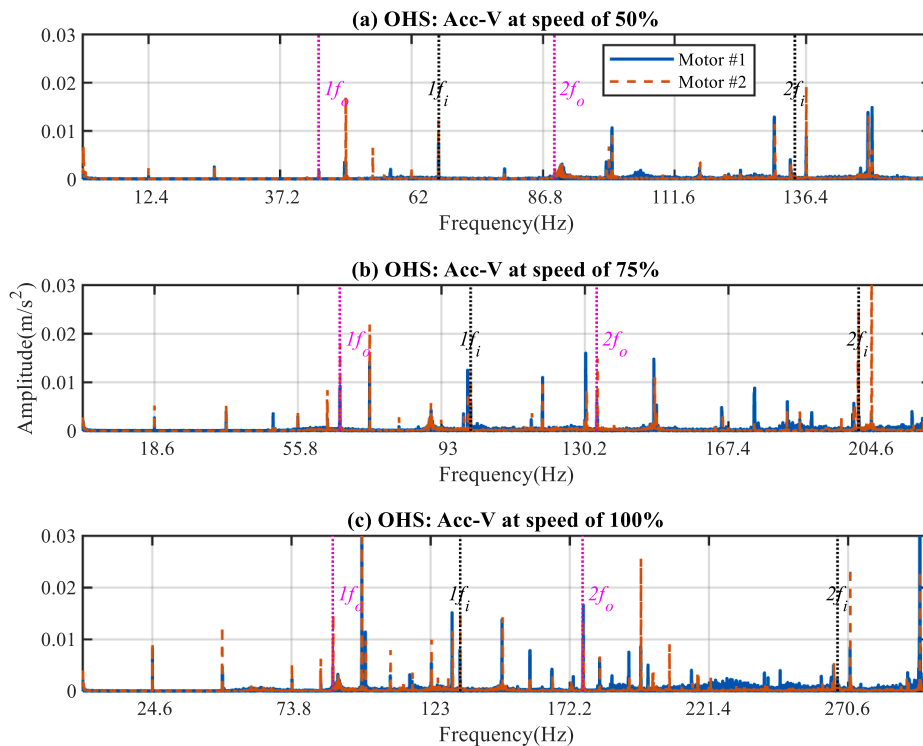 (a) OHS: Acc-V at speed of 50%
0.03
0.02
0.01
0
1fₒ
1fᵢ
2fₒ
2fᵢ
Motor #1
Motor #2
12.4
37.2
62
86.8
111.6
136.4
Frequency(Hz)
(b) OHS: Acc-V at speed of 75%
Amplitude(m/s²)
0.03
0.02
0.01
0
1fₒ
1fᵢ
2fₒ
2fᵢ
18.6
55.8
93
130.2
167.4
204.6
Frequency(Hz)
(c) OHS: Acc-V at speed of 100%
0.03
0.02
0.01
0
1fₒ
1fᵢ
2fₒ
2fᵢ
24.6
73.8
123
172.2
221.4
270.6
Frequency(Hz)